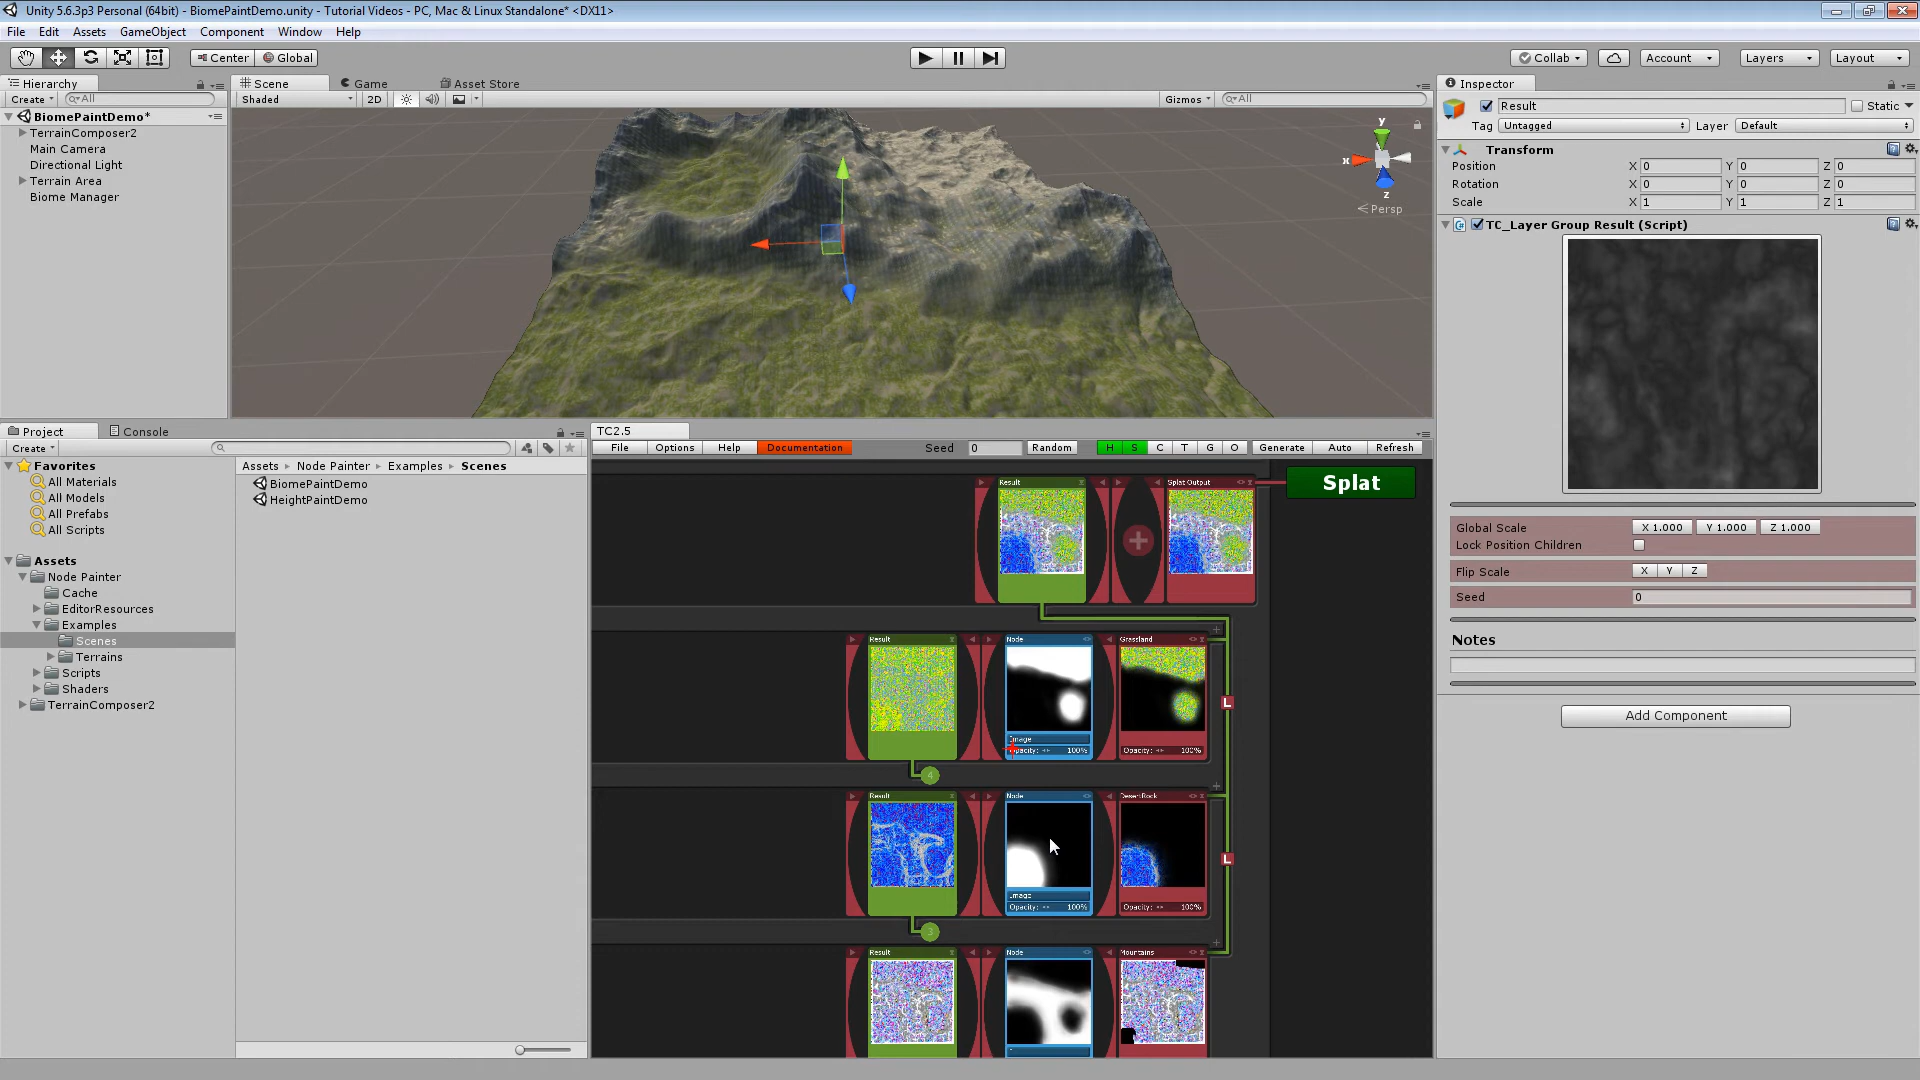 Unity 5.6.3p3 Personal (64bit) - BiomePaintDemo.unity - Tutorial Videos - PC, Mac & Linux Standalone* <DX11>
File Edit Assets GameObject Component Window Help
Center Global Collab Account Layers Layout
Hierarchy
Create All
BiomePaintDemo*
TerrainComposer2
Main Camera
Directional Light
Terrain Area
Biome Manager
Scene Game Asset Store
Shaded 2D Gizmos All
y
x
z
Persp
Inspector
Result Static
Tag Untagged Layer Default
Transform
Position X 0 Y 0 Z 0
Rotation X 0 Y 0 Z 0
Scale X 1 Y 1 Z 1
TC_Layer Group Result (Script)
Global Scale X 1.000 Y 1.000 Z 1.000
Lock Position Children
Flip Scale X Y Z
Seed 0
Notes
Add Component
Project Console
Create
Favorites
All Materials
All Models
All Prefabs
All Scripts
Assets
Node Painter
Cache
EditorResources
Examples
Scenes
Terrains
Scripts
Shaders
TerrainComposer2
Assets Node Painter Examples Scenes
BiomePaintDemo
HeightPaintDemo
TC2.5
File Options Help Documentation Seed 0 Random H S C T G O Generate Auto Refresh
Result Splat Output Splat
Result Node Grassland
L
Image
Opacity: 100% Opacity: 100%
4
Result Node DesertRock
L
Image
Opacity: 100% Opacity: 100%
3
Result Node Mountains